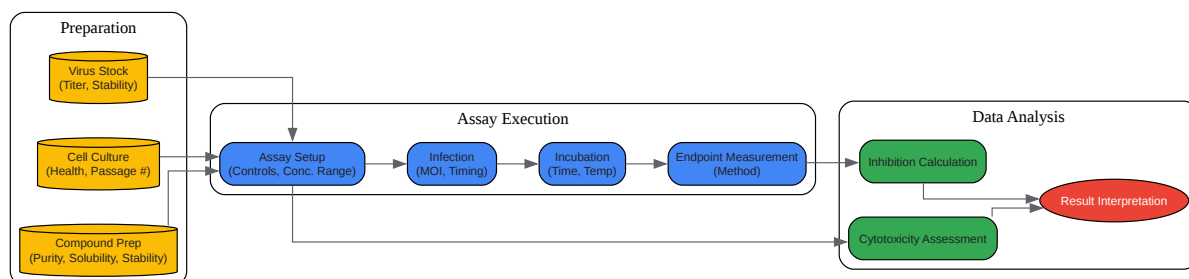 Preparation
Virus Stock
(Titer, Stability)
Cell Culture
(Health, Passage #)
Compound Prep
(Purity, Solubility, Stability)
Assay Execution
Assay Setup
(Controls, Conc. Range)
Infection
(MOI, Timing)
Incubation
(Time, Temp)
Endpoint Measurement
(Method)
Data Analysis
Inhibition Calculation
Cytotoxicity Assessment
Result Interpretation